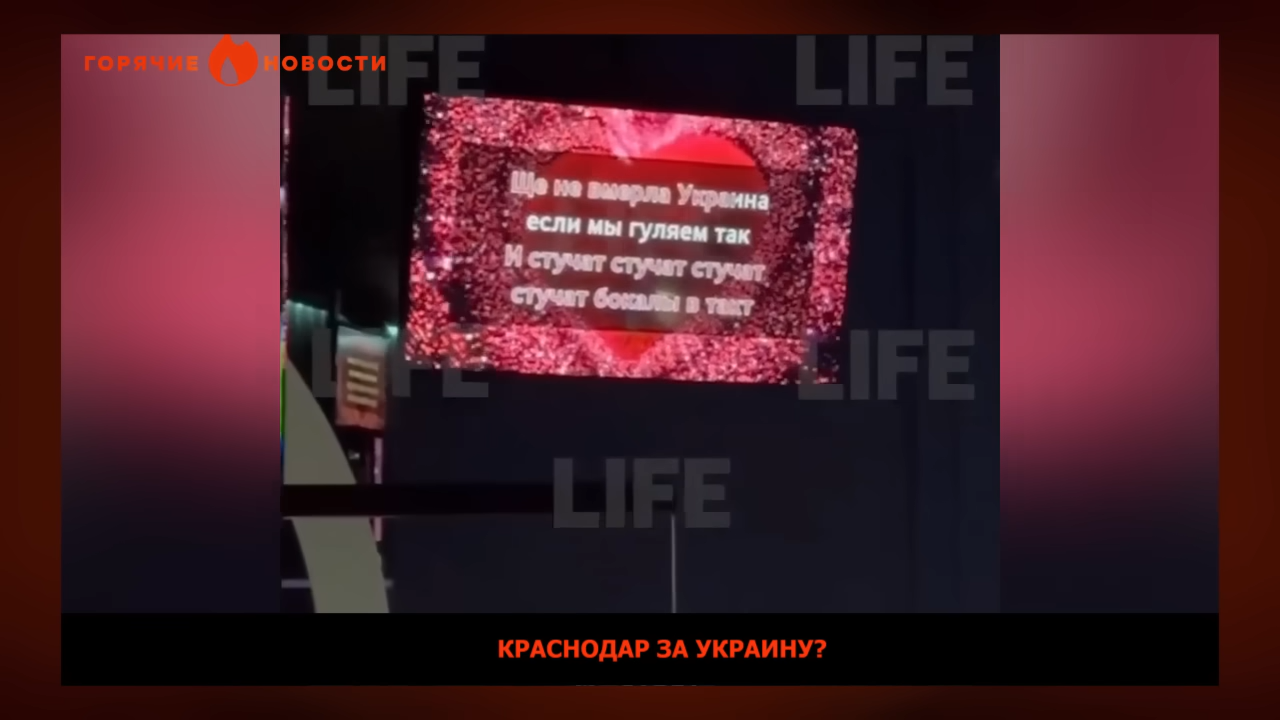 ГОРЯЧИЕ НОВОСТИ
LIFE LIFE
Ще не вмерла Украина
если мы гуляем так
И стучат стучат стучат
стучат бокалы в такт
LIFE LIFE
LIFE
КРАСНОДАР ЗА УКРАИНУ?